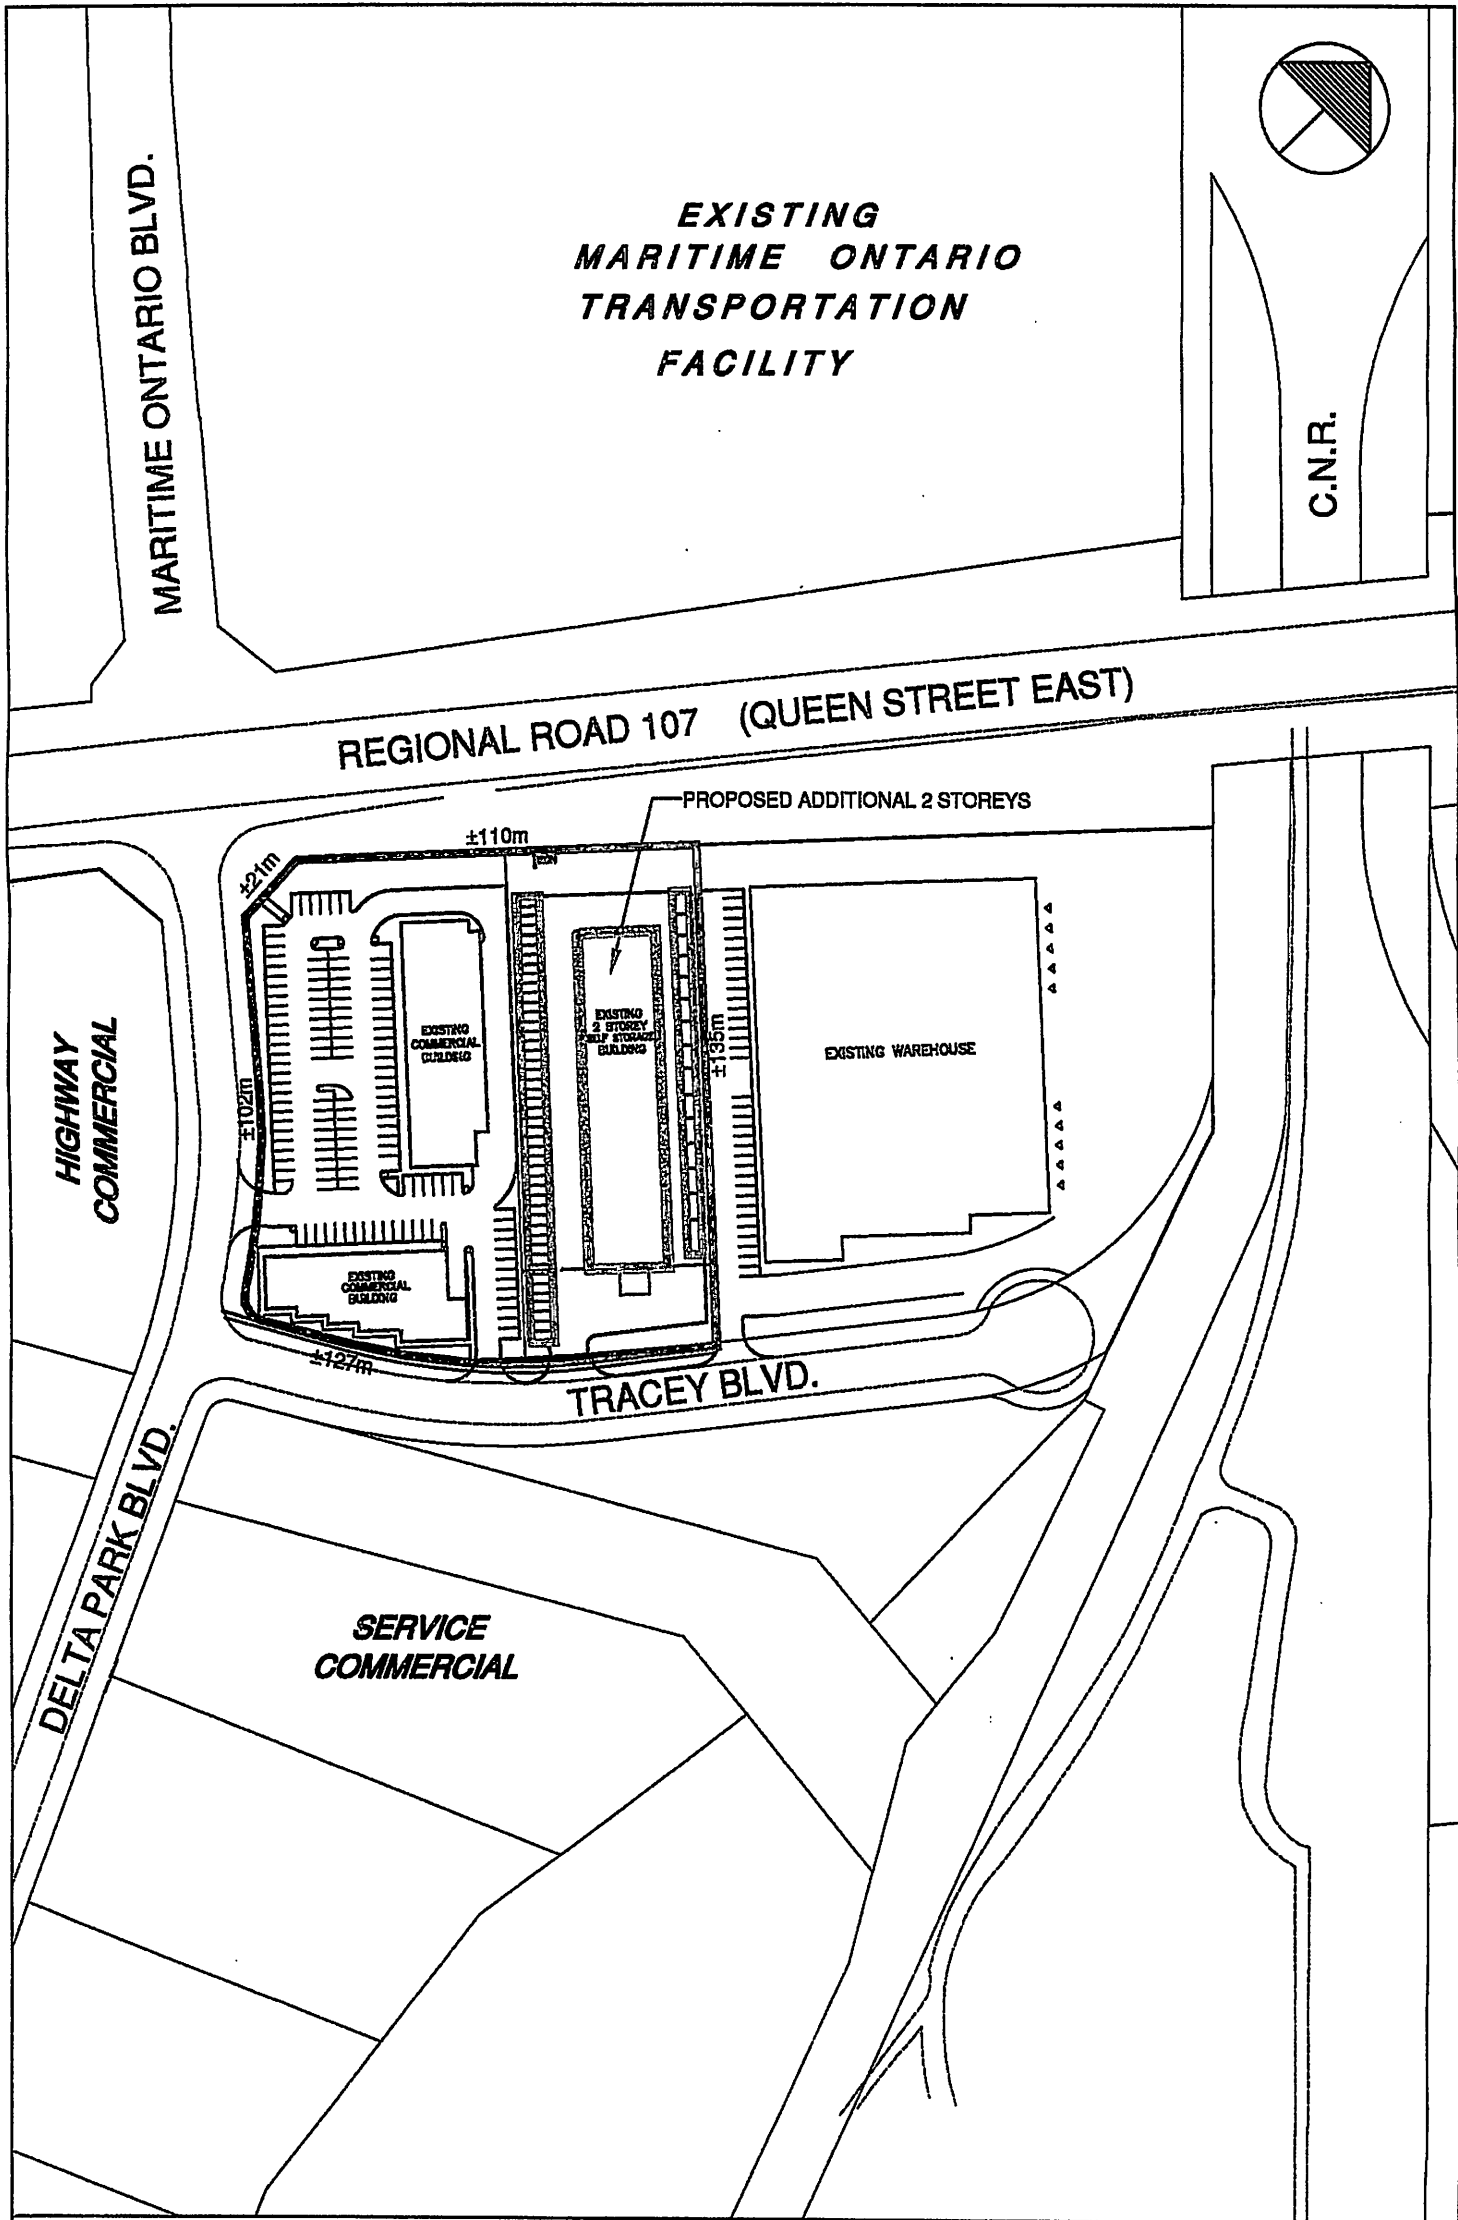 MARITIME ONTARIO BLVD.
EXISTING
MARITIME ONTARIO
TRANSPORTATION
FACILITY
C.N.R.
REGIONAL ROAD 107 (QUEEN STREET EAST)
PROPOSED ADDITIONAL 2 STOREYS
±110m
±21m
±102m
±135m
±127m
EXISTING
COMMERCIAL
BUILDING
EXISTING
2 STOREY
SELF STORAGE
BUILDING
EXISTING WAREHOUSE
HIGHWAY
COMMERCIAL
EXISTING
COMMERCIAL
BUILDING
TRACEY BLVD.
DELTA PARK BLVD.
SERVICE
COMMERCIAL